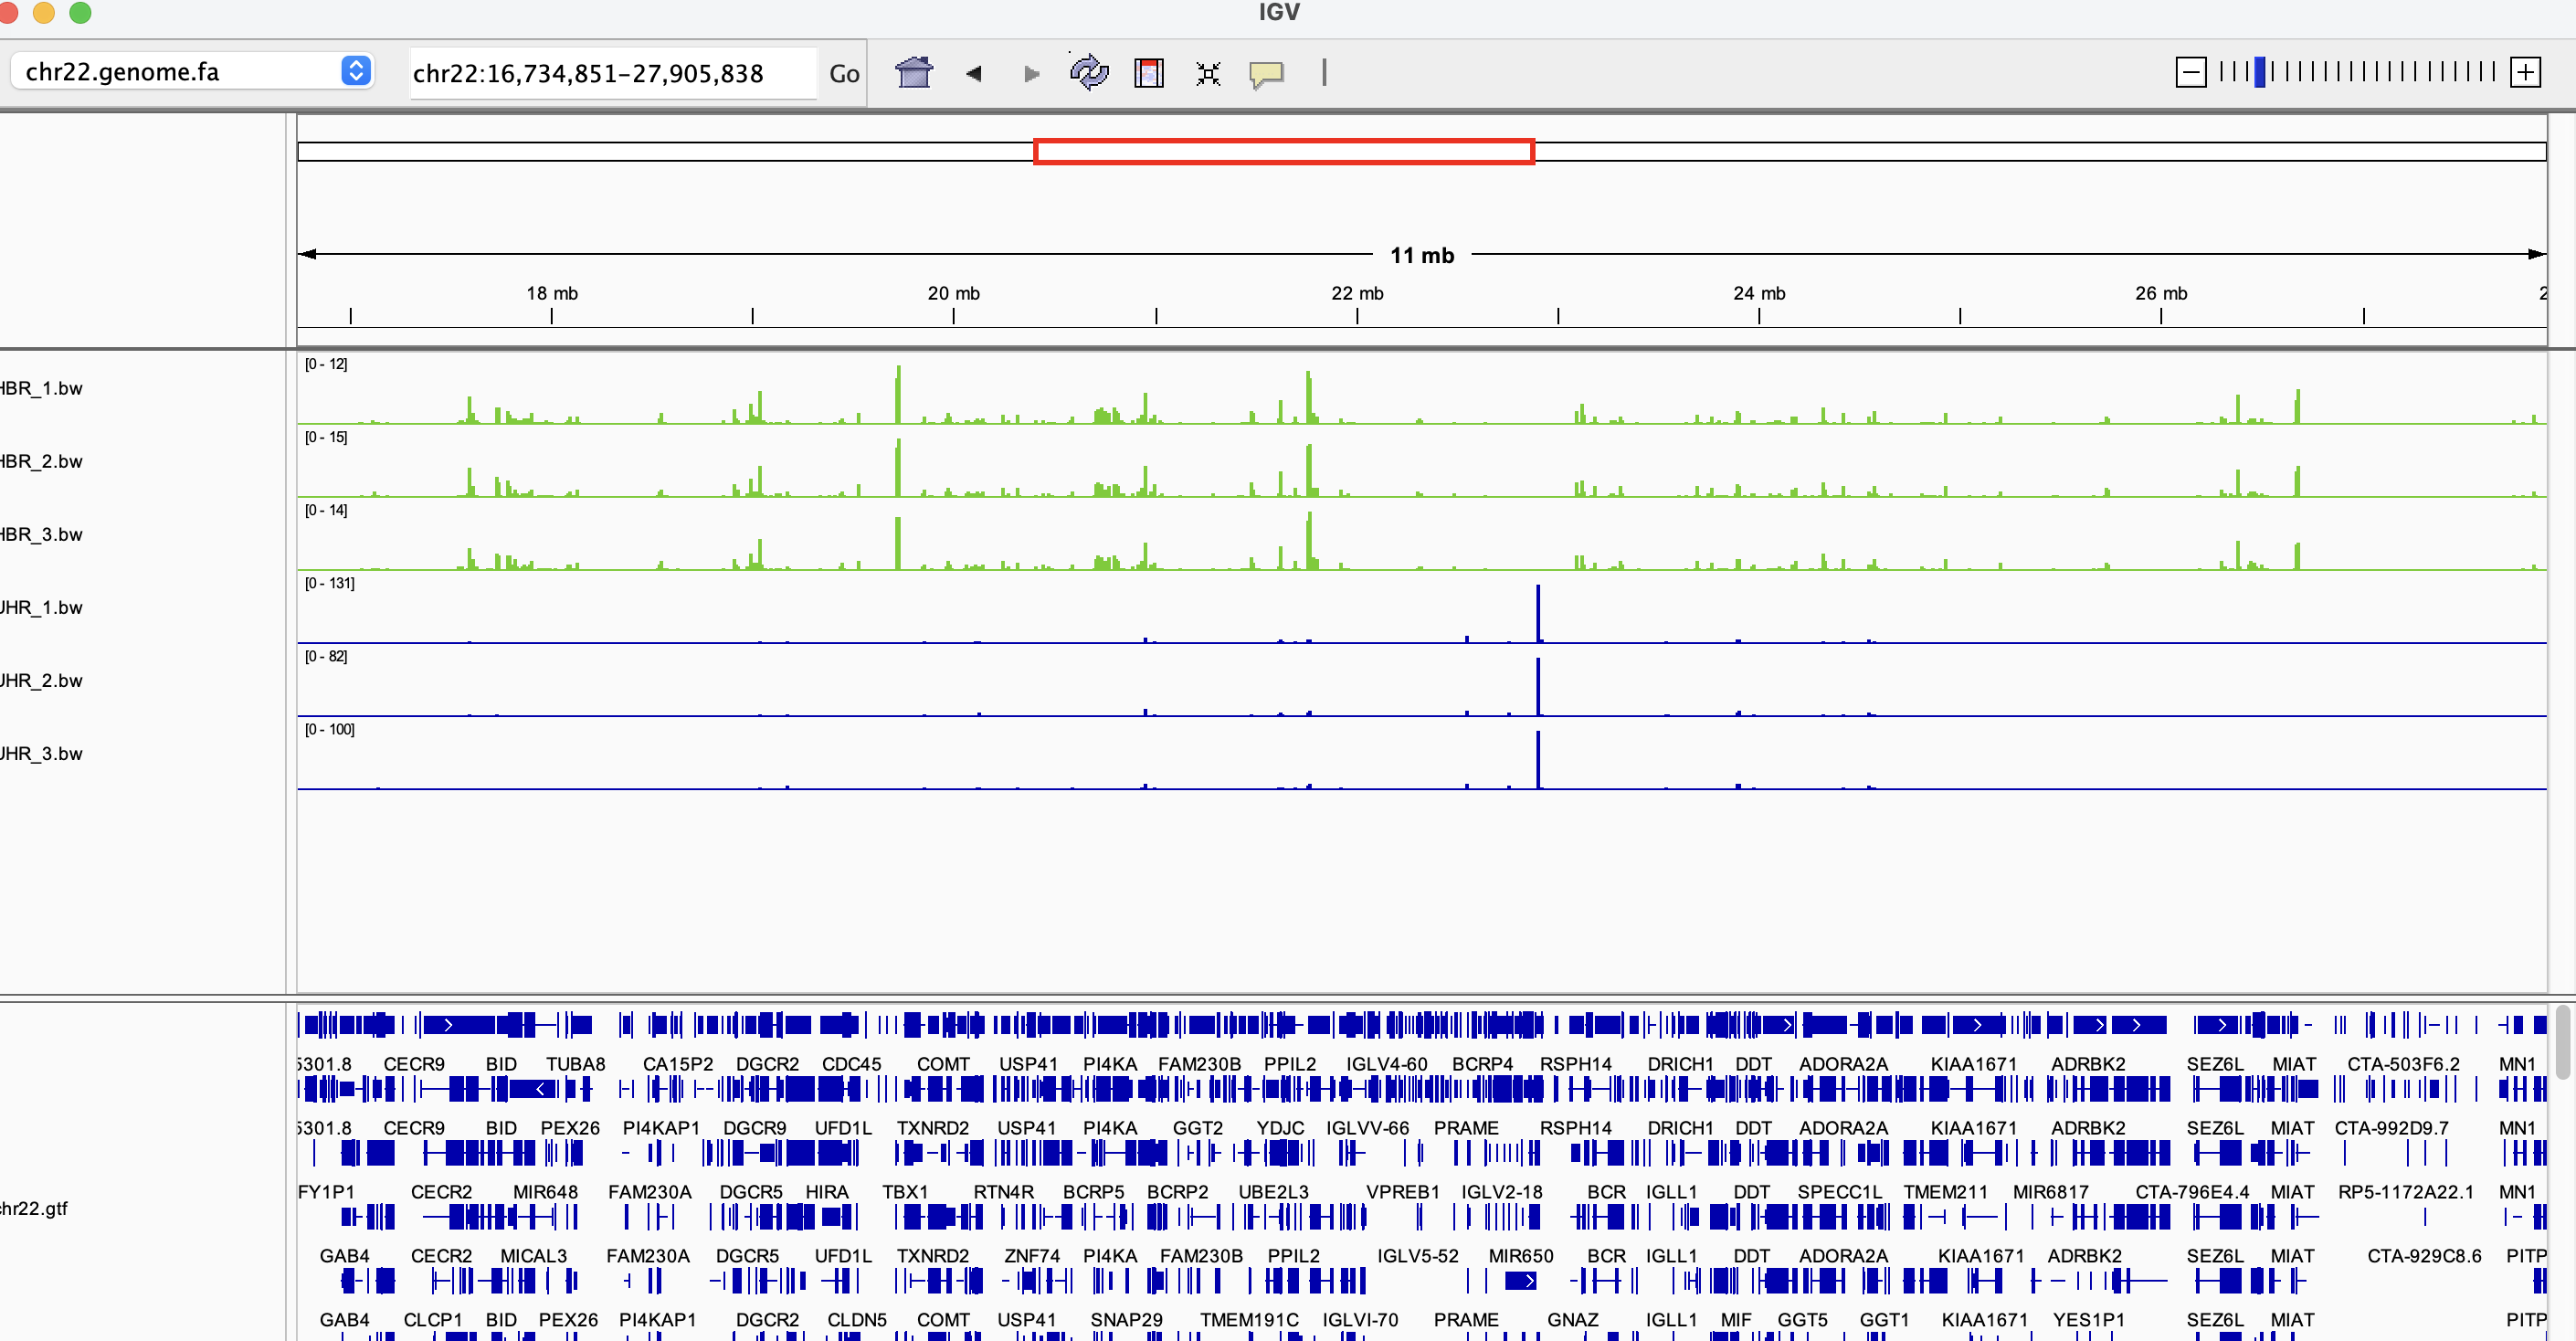 IGV
chr22.genome.fa
chr22:16,734,851-27,905,838 Go
11 mb
18 mb 20 mb 22 mb 24 mb 26 mb 2
[0 - 12]
HBR_1.bw
[0 - 15]
HBR_2.bw
[0 - 14]
HBR_3.bw
[0 - 131]
UHR_1.bw
[0 - 82]
UHR_2.bw
[0 - 100]
UHR_3.bw
5301.8 CECR9 BID TUBA8 CA15P2 DGCR2 CDC45 COMT USP41 PI4KA FAM230B PPIL2 IGLV4-60 BCRP4 RSPH14 DRICH1 DDT ADORA2A KIAA1671 ADRBK2 SEZ6L MIAT CTA-503F6.2 MN1
5301.8 CECR9 BID PEX26 PI4KAP1 DGCR9 UFD1L TXNRD2 USP41 PI4KA GGT2 YDJC IGLVV-66 PRAME RSPH14 DRICH1 DDT ADORA2A KIAA1671 ADRBK2 SEZ6L MIAT CTA-992D9.7 MN1
FY1P1 CECR2 MIR648 FAM230A DGCR5 HIRA TBX1 RTN4R BCRP5 BCRP2 UBE2L3 VPREB1 IGLV2-18 BCR IGLL1 DDT SPECC1L TMEM211 MIR6817 CTA-796E4.4 MIAT RP5-1172A22.1 MN1
chr22.gtf
GAB4 CECR2 MICAL3 FAM230A DGCR5 UFD1L TXNRD2 ZNF74 PI4KA FAM230B PPIL2 IGLV5-52 MIR650 BCR IGLL1 DDT ADORA2A KIAA1671 ADRBK2 SEZ6L MIAT CTA-929C8.6 PITP
GAB4 CLCP1 BID PEX26 PI4KAP1 DGCR2 CLDN5 COMT USP41 SNAP29 TMEM191C IGLVI-70 PRAME GNAZ IGLL1 MIF GGT5 GGT1 KIAA1671 YES1P1 SEZ6L MIAT PITP